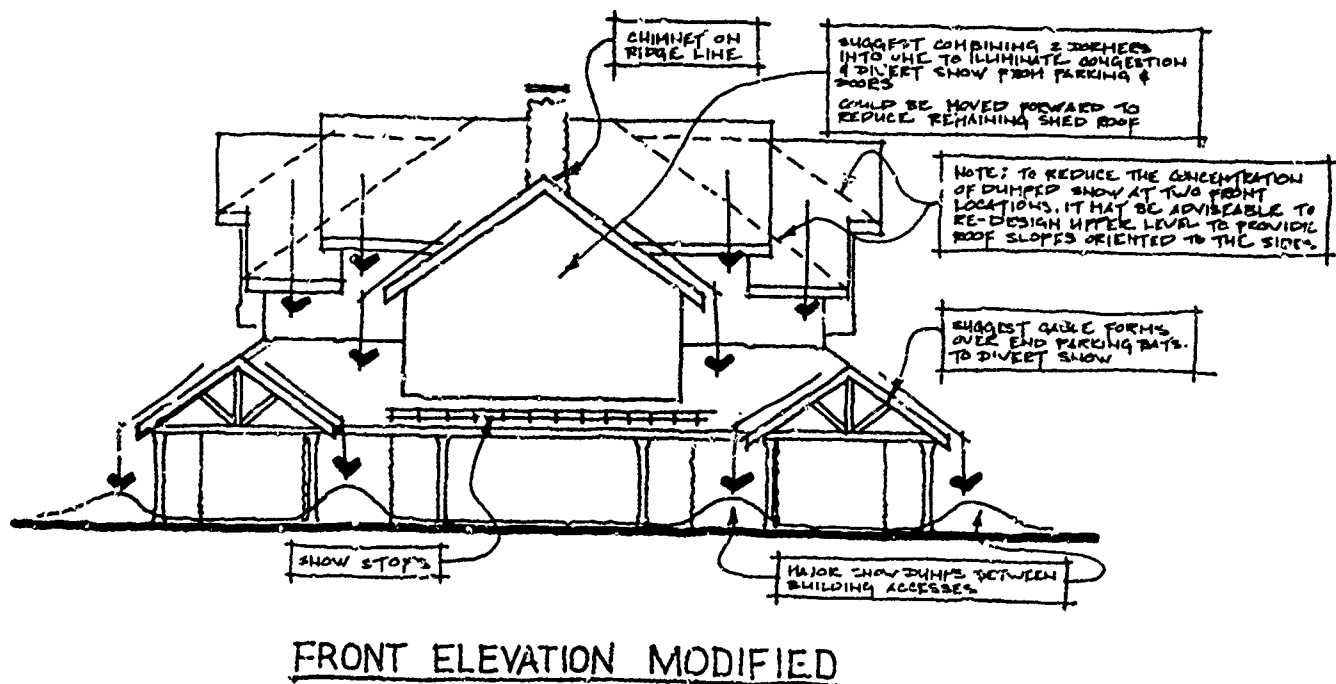 CHIMNEY ON
RIDGE LINE
SUGGEST COMBINING 2 DORMERS
INTO ONE TO ILLIMINATE CONGESTION
& DIVERT SNOW FROM PARKING &
DOORS
COULD BE MOVED FORWARD TO
REDUCE REMAINING SHED ROOF
NOTE: TO REDUCE THE CONCENTRATION
OF DUMPED SNOW AT TWO FRONT
LOCATIONS, IT MAY BE ADVISEABLE TO
RE-DESIGN UPPER LEVEL TO PROVIDE
ROOF SLOPES ORIENTED TO THE SIDES
SUGGEST GABLE FORMS
OVER END PARKING BAYS.
TO DIVERT SNOW
SNOW STOPS
MAJOR SNOW DUMPS BETWEEN
BUILDING ACCESSES
FRONT ELEVATION MODIFIED